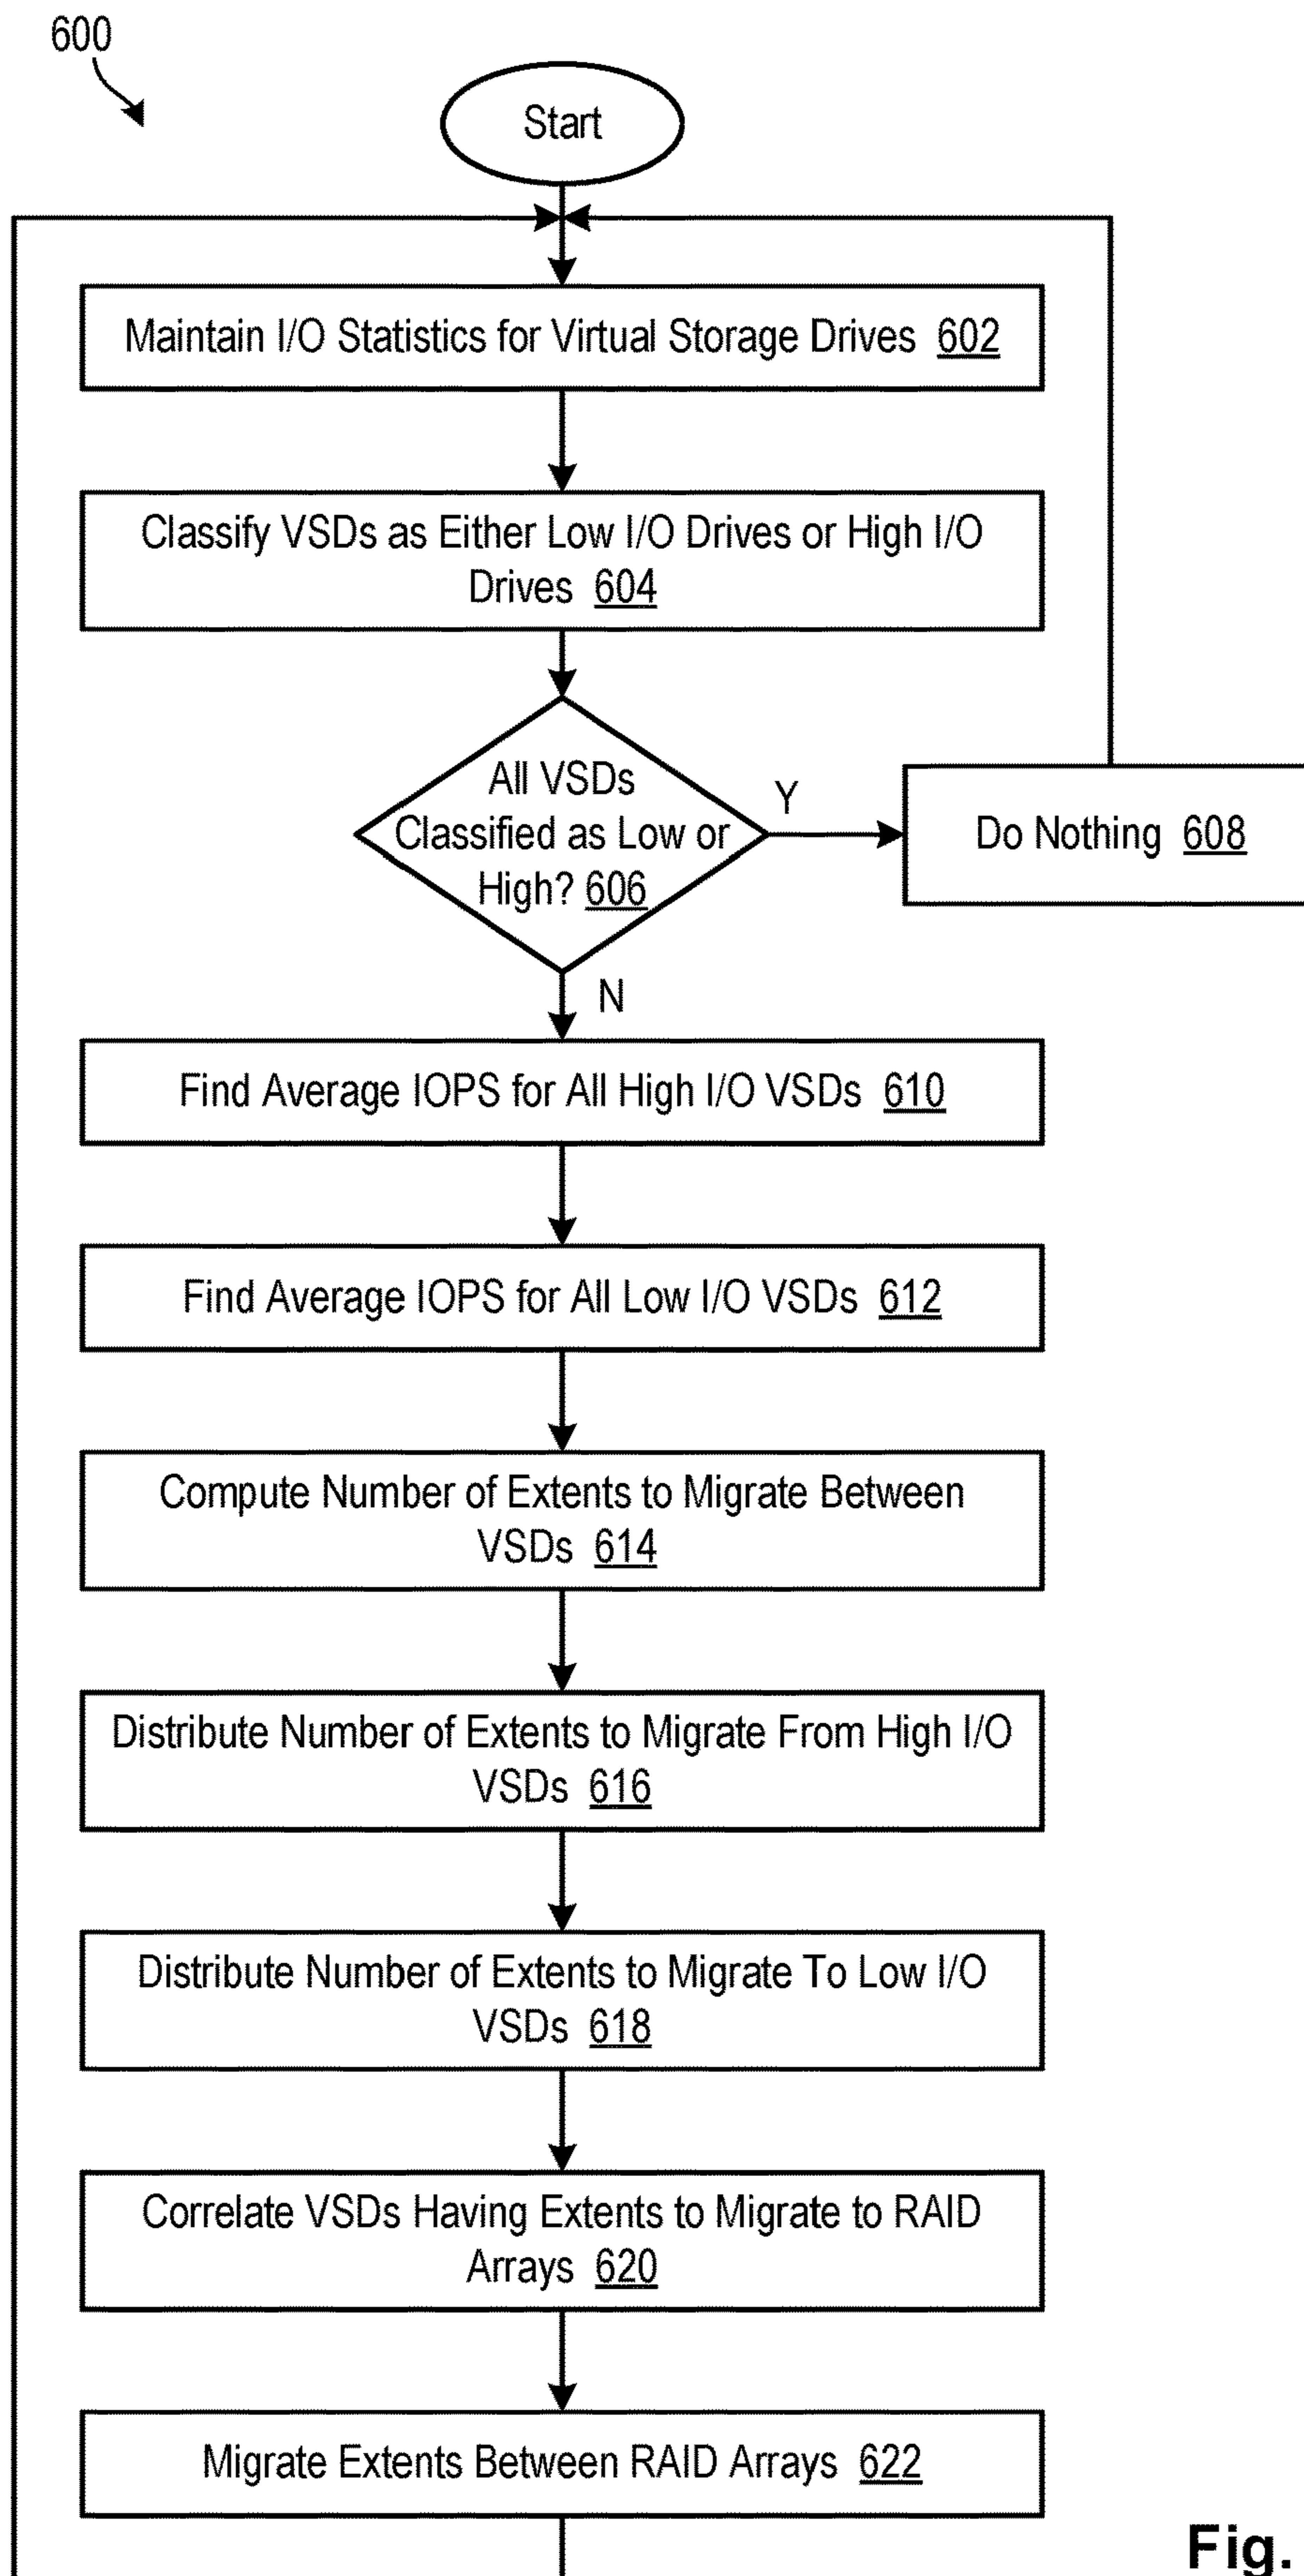 600
Start
Maintain I/O Statistics for Virtual Storage Drives 602
Classify VSDs as Either Low I/O Drives or High I/O
Drives 604
All VSDs
Classified as Low or
High? 606
Y
Do Nothing 608
N
Find Average IOPS for All High I/O VSDs 610
Find Average IOPS for All Low I/O VSDs 612
Compute Number of Extents to Migrate Between
VSDs 614
Distribute Number of Extents to Migrate From High I/O
VSDs 616
Distribute Number of Extents to Migrate To Low I/O
VSDs 618
Correlate VSDs Having Extents to Migrate to RAID
Arrays 620
Migrate Extents Between RAID Arrays 622
Fig.